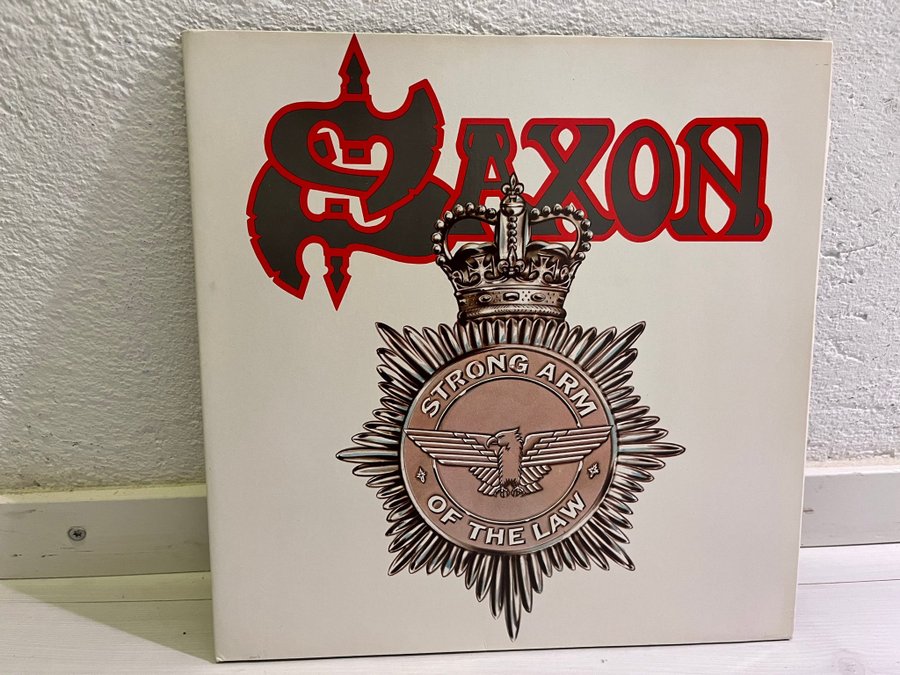 SAXON
STRONG ARM
OF THE LAW